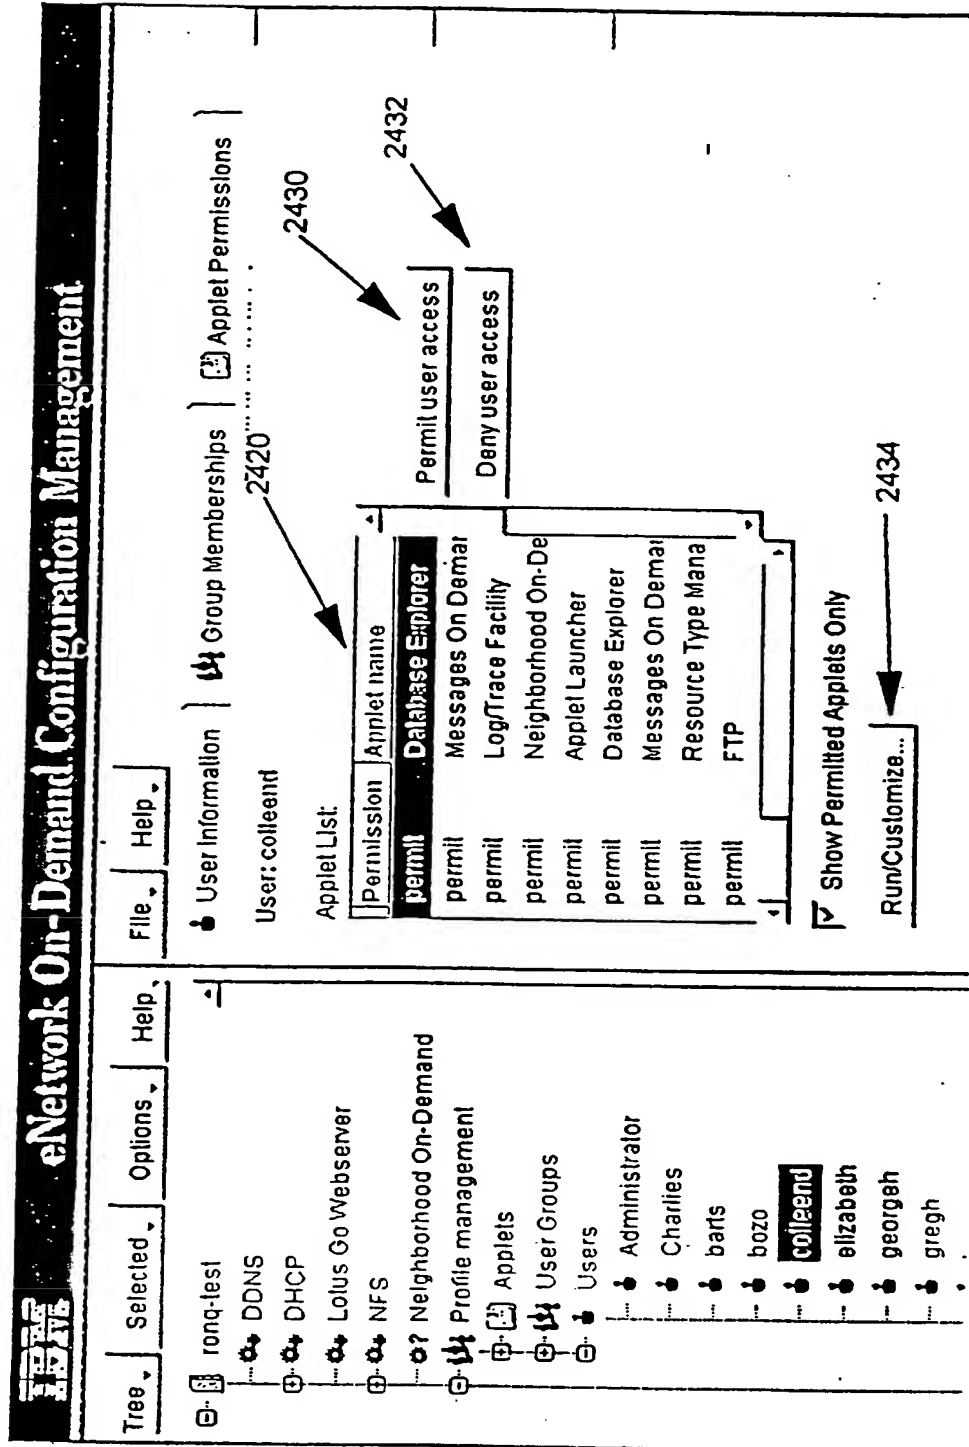 IBM eNetwork On-Demand Configuration Management
Tree Selected Options Help
File Help
rong-test
DDNS
DHCP
Lotus Go Webserver
NFS
? Neighborhood On-Demand
Profile management
Applets
User Groups
Users
Administrator
Charlies
barts
bozo
colleend
elizabeth
georgeh
gregh
User Information
Group Memberships
Applet Permissions
User: colleend
2420
2430
2432
Applet List:
Permission Applet name
permit Database Explorer
permit Messages On Demar
permit Log/Trace Facility
permit Neighborhood On-De
permit Applet Launcher
permit Database Explorer
permit Messages On Demar
permit Resource Type Mana
permit FTP
Permit user access
Deny user access
Show Permitted Applets Only
Run/Customize...
2434